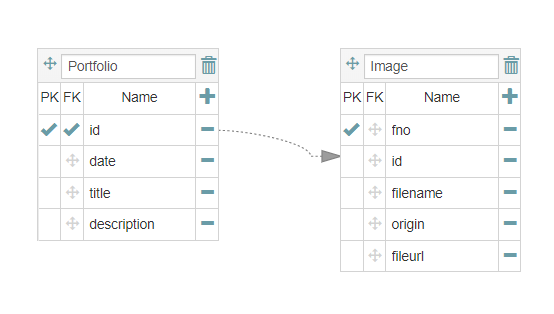 Portfolio
PK FK Name
id
date
title
description
Image
PK FK Name
fno
id
filename
origin
fileurl